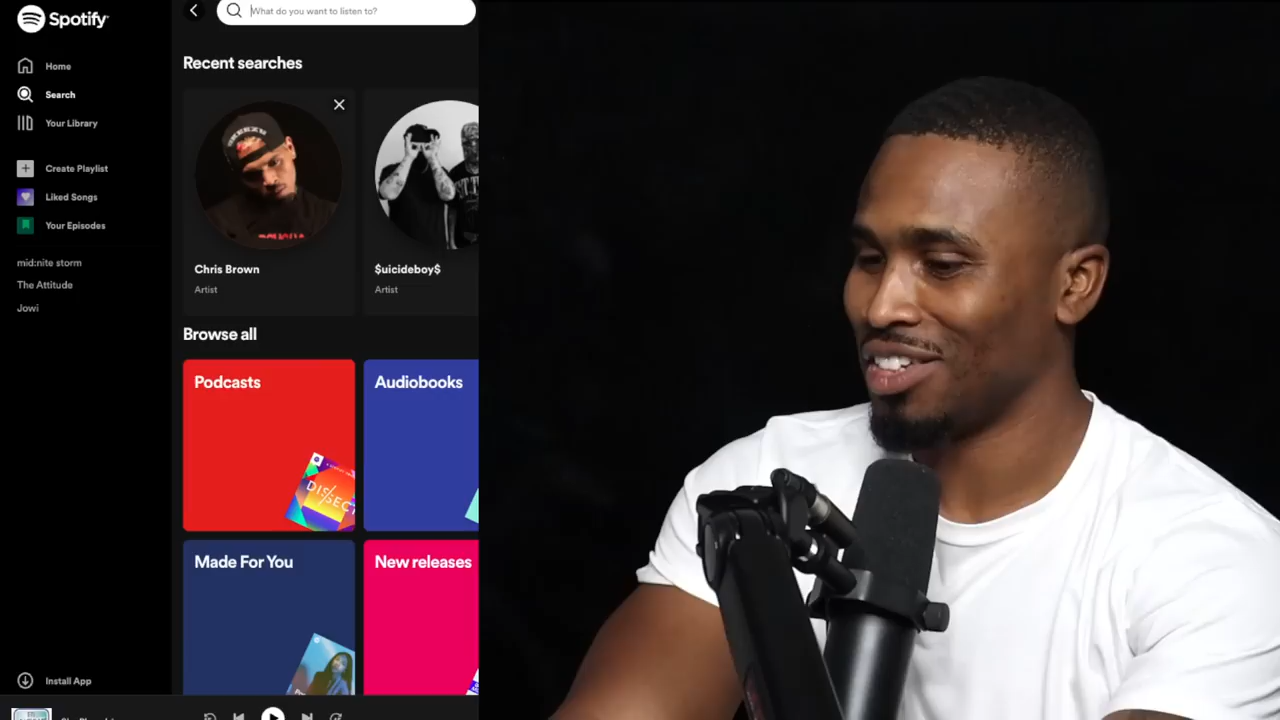 Spotify
What do you want to listen to?
Home
Search
Your Library
Create Playlist
Liked Songs
Your Episodes
mid:nite storm
The Attitude
Jowi
Recent searches
Chris Brown
Artist
$uicideboy$
Artist
Browse all
Podcasts
DISSECT
Audiobooks
Made For You
New releases
Install App